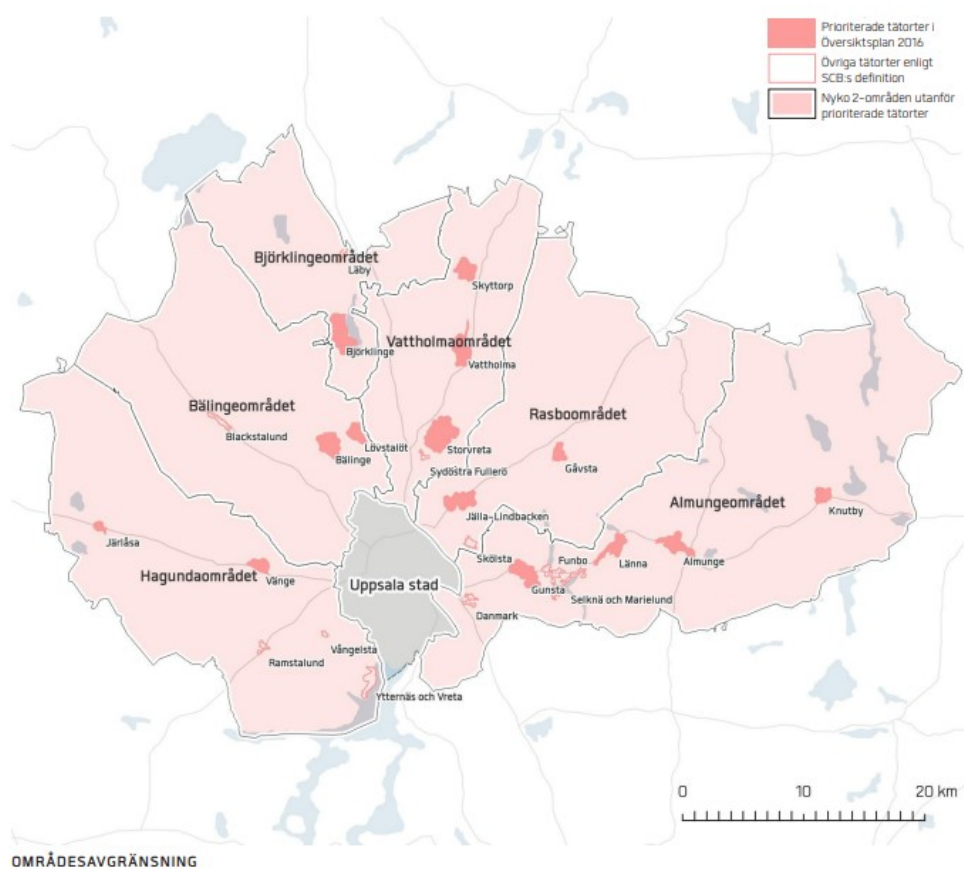 Prioriterade tätorter i
Översiktsplan 2016
Övriga tätorter enligt
SCB:s definition
Nyko 2-områden utanför
prioriterade tätorter
Björklingeområdet
Läby
Skyttorp
Björklinge
Vattholmaområdet
Vattholma
Bälingeområdet
Rasboområdet
Blackstalund
Lövstalöt
Bälinge
Storvreta
Sydöstra Fullerö
Gåvsta
Almungeområdet
Knutby
Jälla-Lindbacken
Järlåsa
Sköista
Funbo
Länna
Almunge
Hagundaområdet
Vänge
Uppsala stad
Gunsta
Selknä och Marielund
Danmark
Vångelsta
Ramstalund
Ytternäs och Vreta
0 10 20 km
OMRÅDESAVGRÄNSNING